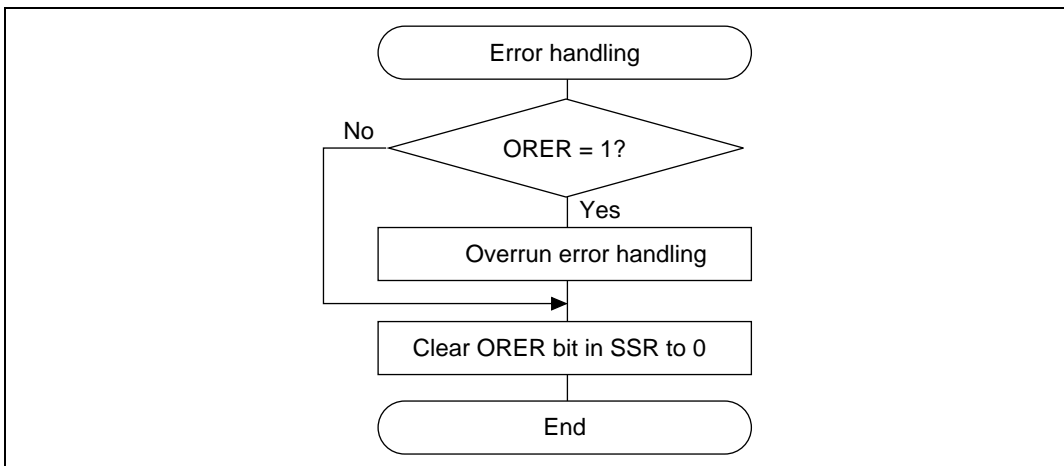 Error handling
No
ORER = 1?
Yes
Overrun error handling
Clear ORER bit in SSR to 0
End